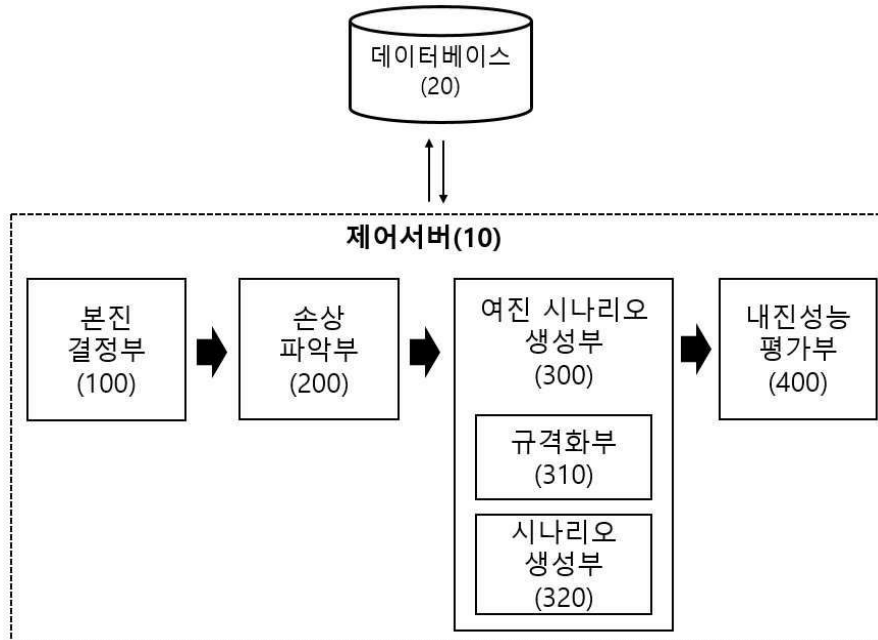 데이터베이스
(20)
제어서버(10)
본진
결정부
(100)
손상
파악부
(200)
여진 시나리오
생성부
(300)
규격화부
(310)
시나리오
생성부
(320)
내진성능
평가부
(400)